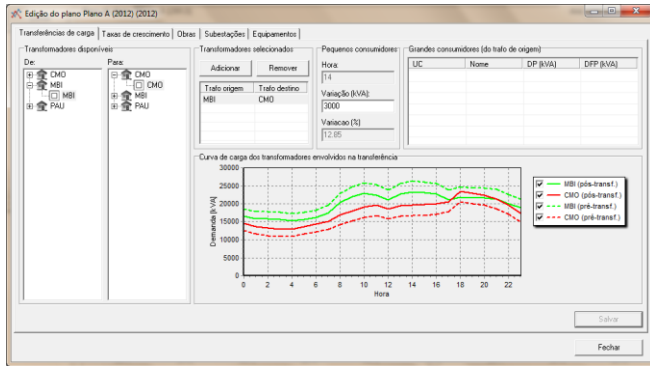 Edição do plano Plano A (2012) (2012)
Transferências de carga Taxas de crescimento Obras Subestações Equipamentos
Transformadores disponíveis
De:
CMO
MBI
MBI
PAU
Para:
CMO
CMO
MBI
PAU
Transformadores selecionados
Adicionar Remover
Trafo origem Trafo destino
MBI CMO
Pequenos consumidores
Hora:
14
Variação (kVA):
3000
Variacao (%)
12.85
Grandes consumidores (do trafo de origem)
UC Nome DP (kVA) DFP (kVA)
Curva de carga dos transformadores envolvidos na transferência
Demanda [kVA]
30000
25000
20000
15000
10000
5000
0
0 2 4 6 8 10 12 14 16 18 20 22
Hora
MBI (pós-transf.)
CMO (pós-transf.)
MBI (pré-transf.)
CMO (pré-transf.)
Salvar
Fechar